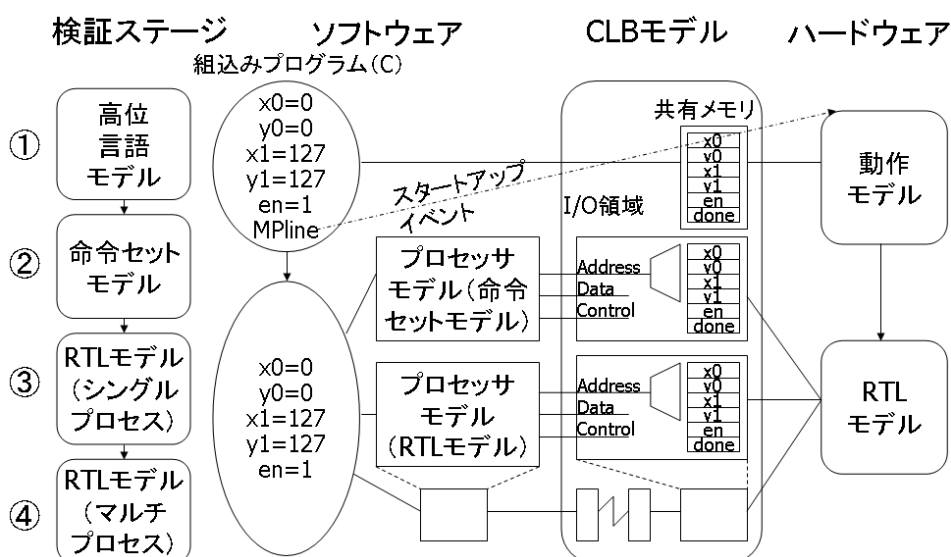 検証ステージ
ソフトウェア
CLBモデル
ハードウェア
組込みプログラム(C)
①
高位
言語
モデル
x0=0
y0=0
x1=127
y1=127
en=1
MPline
スタートアップ
イベント
共有メモリ
x0
y0
x1
y1
en
done
I/O領域
動作
モデル
②
命令セット
モデル
プロセッサ
モデル(命令
セットモデル)
Address
Data
Control
x0
y0
x1
y1
en
done
③
RTLモデル
(シングル
プロセス)
x0=0
y0=0
x1=127
y1=127
en=1
プロセッサ
モデル
(RTLモデル)
Address
Data
Control
x0
y0
x1
y1
en
done
RTL
モデル
④
RTLモデル
(マルチ
プロセス)